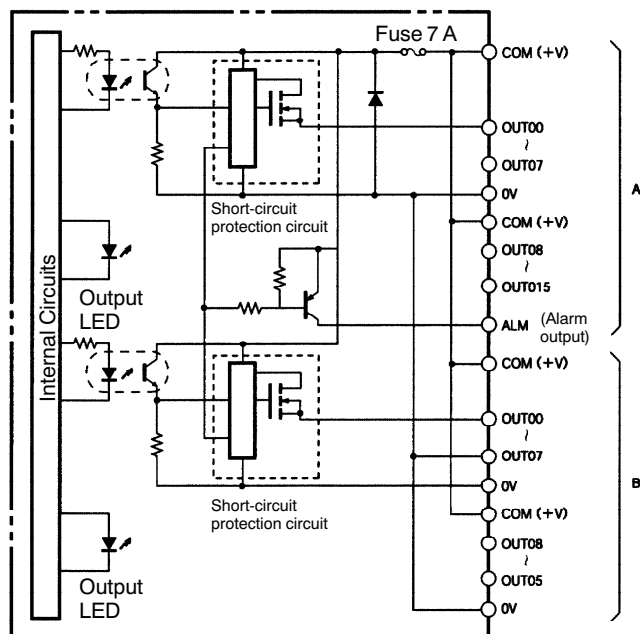 Fuse 7 A
COM (+V)
OUT00
~
OUT07
0V
A
Short-circuit
protection circuit
COM (+V)
OUT08
~
OUT015
Internal Circuits
Output
LED
ALM
(Alarm
output)
COM (+V)
OUT00
~
OUT07
0V
B
Short-circuit
protection circuit
COM (+V)
OUT08
~
OUT05
Output
LED
0V